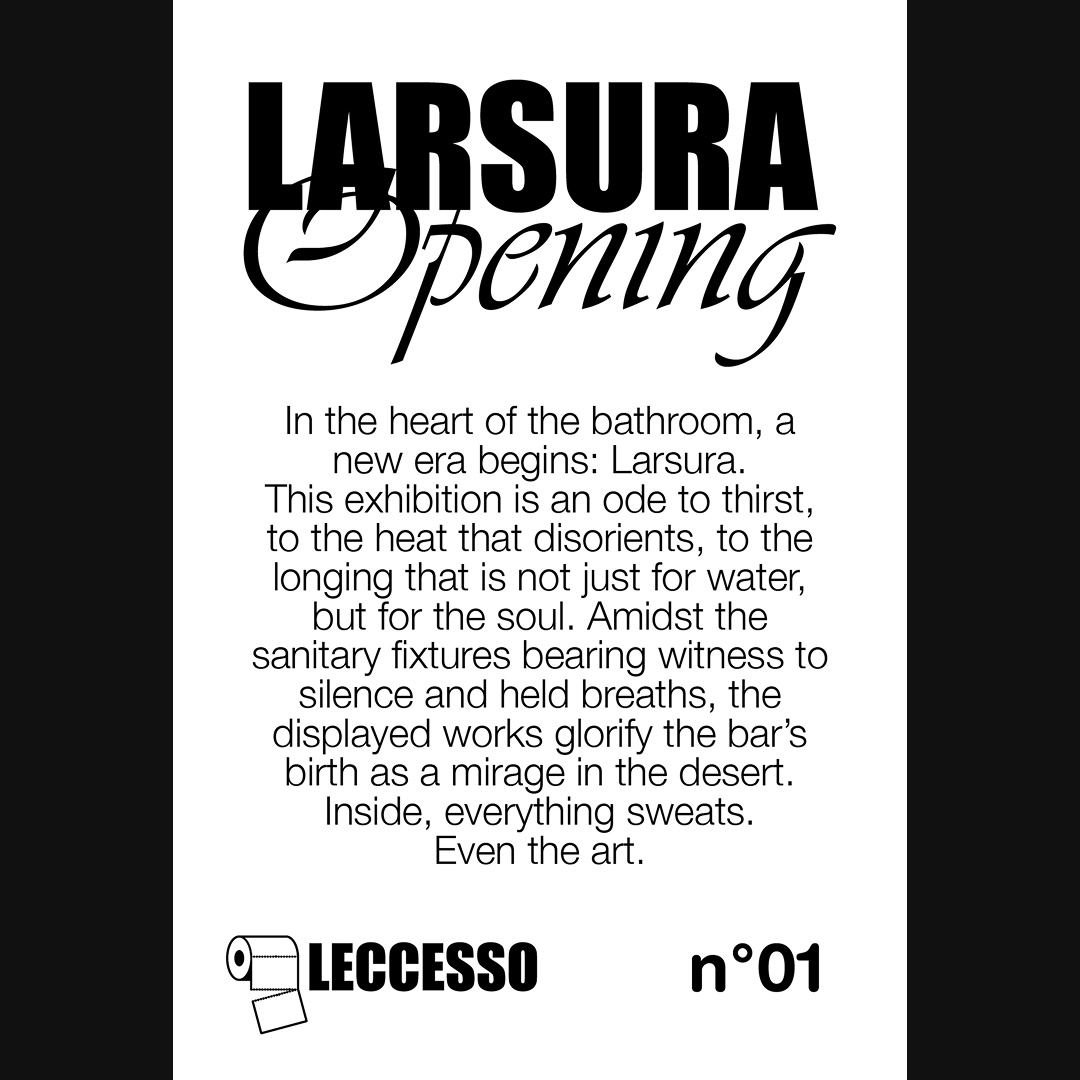 LARSURA
Opening
In the heart of the bathroom, a
new era begins: Larsura.
This exhibition is an ode to thirst,
to the heat that disorients, to the
longing that is not just for water,
but for the soul. Amidst the
sanitary fixtures bearing witness to
silence and held breaths, the
displayed works glorify the bar’s
birth as a mirage in the desert.
Inside, everything sweats.
Even the art.
LECCESSO
n°01